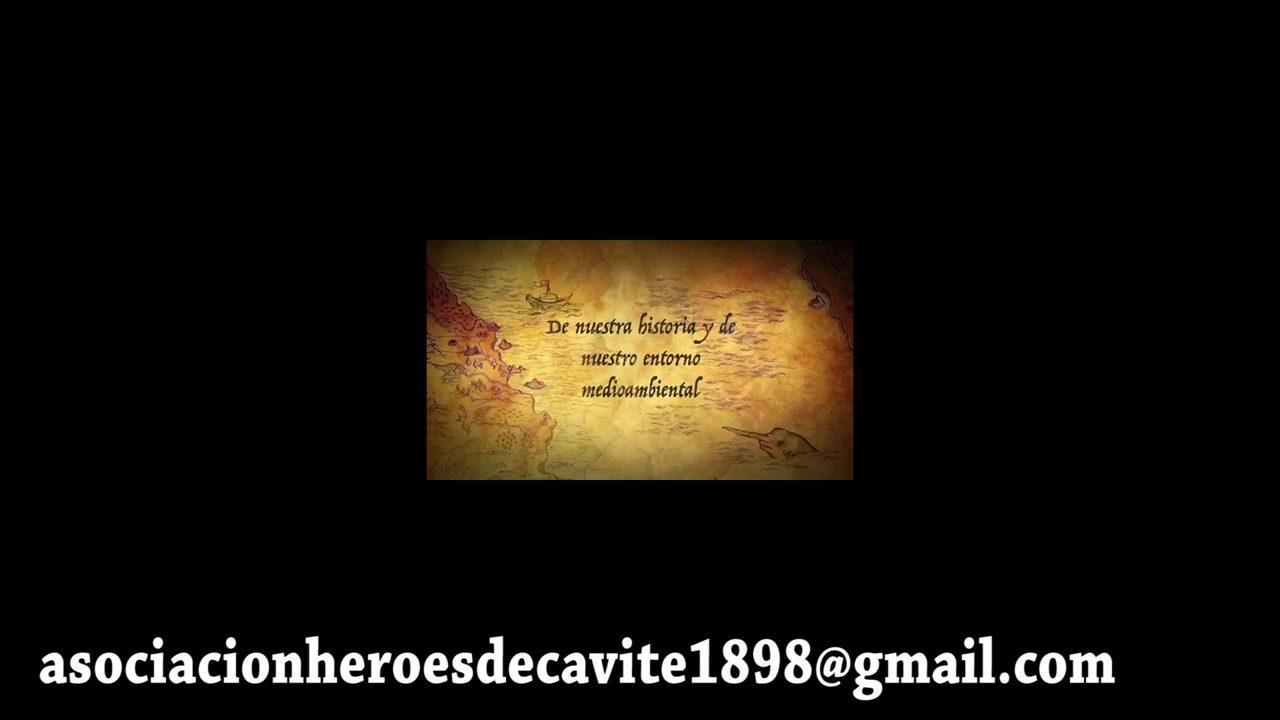 De nuestra historia y de
nuestro entorno
medioambiental
asociacionheroesdecavite1898@gmail.com